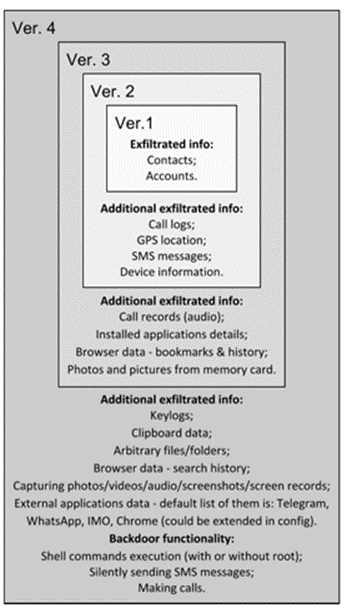 Ver. 4
Ver. 3
Ver. 2
Ver.1
Exfiltrated info:
Contacts;
Accounts.
Additional exfiltrated info:
Call logs;
GPS location;
SMS messages;
Device information.
Additional exfiltrated info:
Call records (audio);
Installed applications details;
Browser data - bookmarks & history;
Photos and pictures from memory card.
Additional exfiltrated info:
Keylogs;
Clipboard data;
Arbitrary files/folders;
Browser data - search history;
Capturing photos/videos/audio/screenshots/screen records;
External applications data - default list of them is: Telegram,
WhatsApp, IMO, Chrome (could be extended in config).
Backdoor functionality:
Shell commands execution (with or without root);
Silently sending SMS messages;
Making calls.